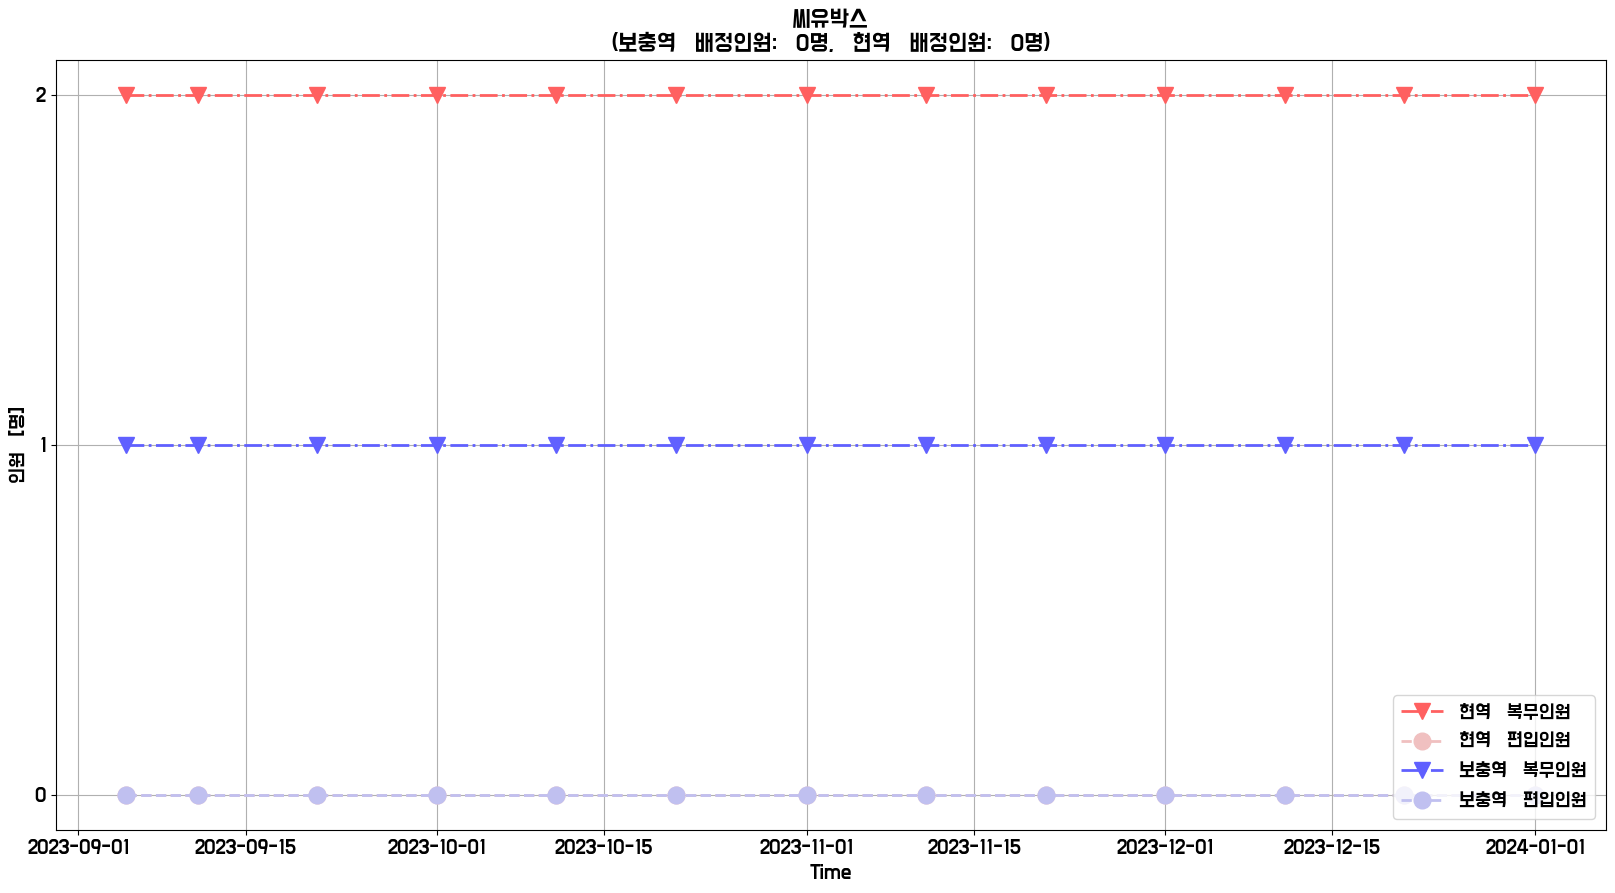 씨유박스
(보충역 배정인원: 0명, 현역 배정인원: 0명)
2
1
0
인원 [명]
현역 복무인원
현역 편입인원
보충역 복무인원
보충역 편입인원
2023-09-01 2023-09-15 2023-10-01 2023-10-15 2023-11-01 2023-11-15 2023-12-01 2023-12-15 2024-01-01
Time